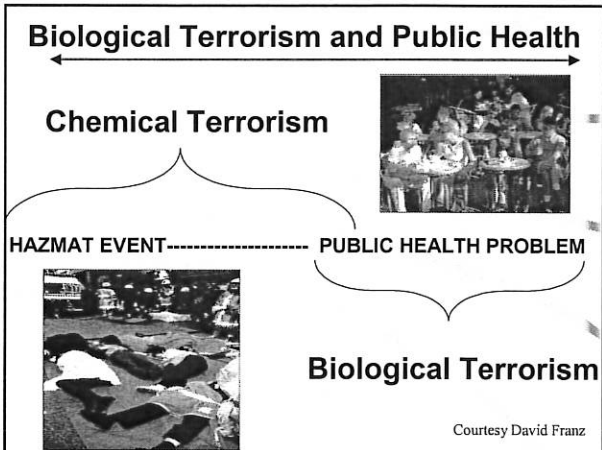 Biological Terrorism and Public Health
Chemical Terrorism
HAZMAT EVENT--------------------- PUBLIC HEALTH PROBLEM
Biological Terrorism
Courtesy David Franz